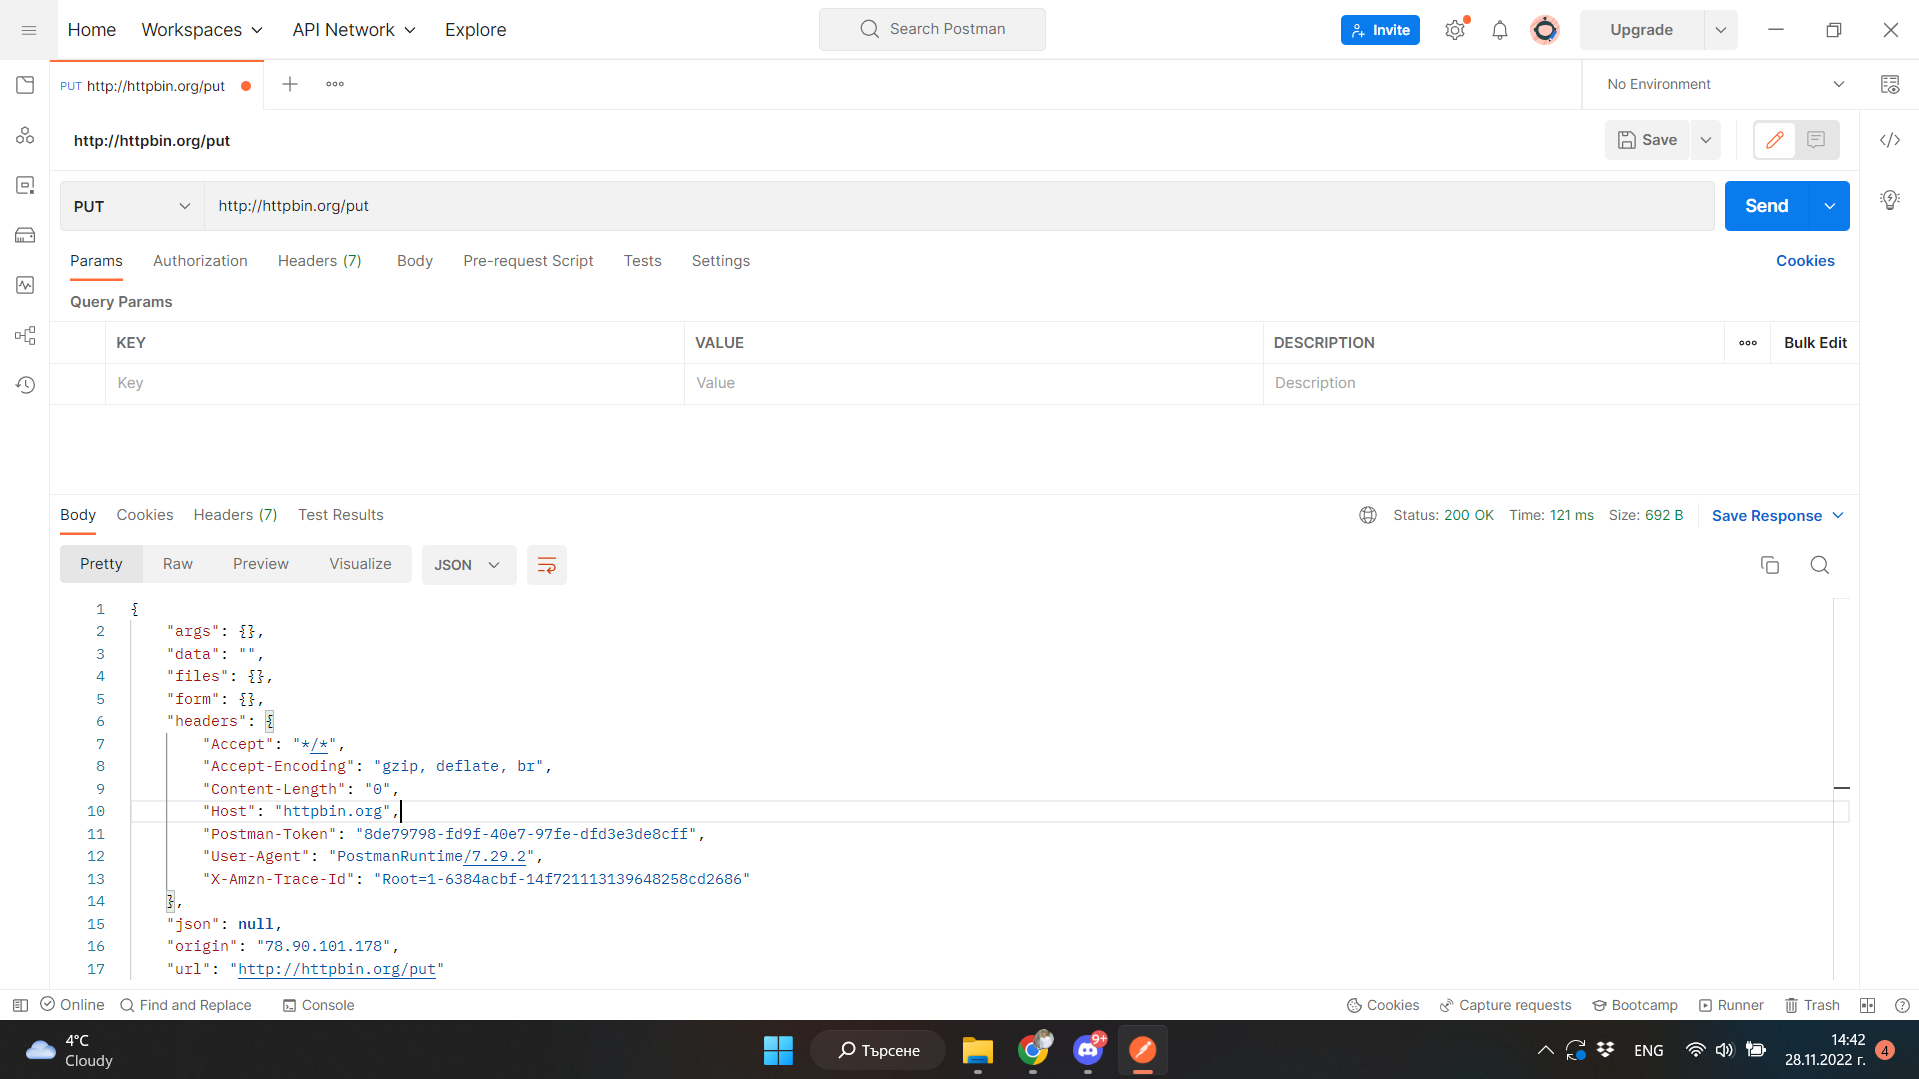 Home Workspaces API Network Explore Search Postman Invite Upgrade
PUT http://httpbin.org/put No Environment
http://httpbin.org/put Save
PUT http://httpbin.org/put Send
Params Authorization Headers (7) Body Pre-request Script Tests Settings Cookies
Query Params
KEY VALUE DESCRIPTION Bulk Edit
Key Value Description
Body Cookies Headers (7) Test Results Status: 200 OK Time: 121 ms Size: 692 B Save Response
Pretty Raw Preview Visualize JSON
1 {
2 "args": {},
3 "data": "",
4 "files": {},
5 "form": {},
6 "headers": {
7 "Accept": "*/*",
8 "Accept-Encoding": "gzip, deflate, br",
9 "Content-Length": "0",
10 "Host": "httpbin.org",
11 "Postman-Token": "8de79798-fd9f-40e7-97fe-dfd3e3de8cff",
12 "User-Agent": "PostmanRuntime/7.29.2",
13 "X-Amzn-Trace-Id": "Root=1-6384acbf-14f721113139648258cd2686"
14 },
15 "json": null,
16 "origin": "78.90.101.178",
17 "url": "http://httpbin.org/put"
Online Find and Replace Console Cookies Capture requests Bootcamp Runner Trash
4°C
Cloudy
Търсене
9+
ENG
14:42
28.11.2022 г.
4